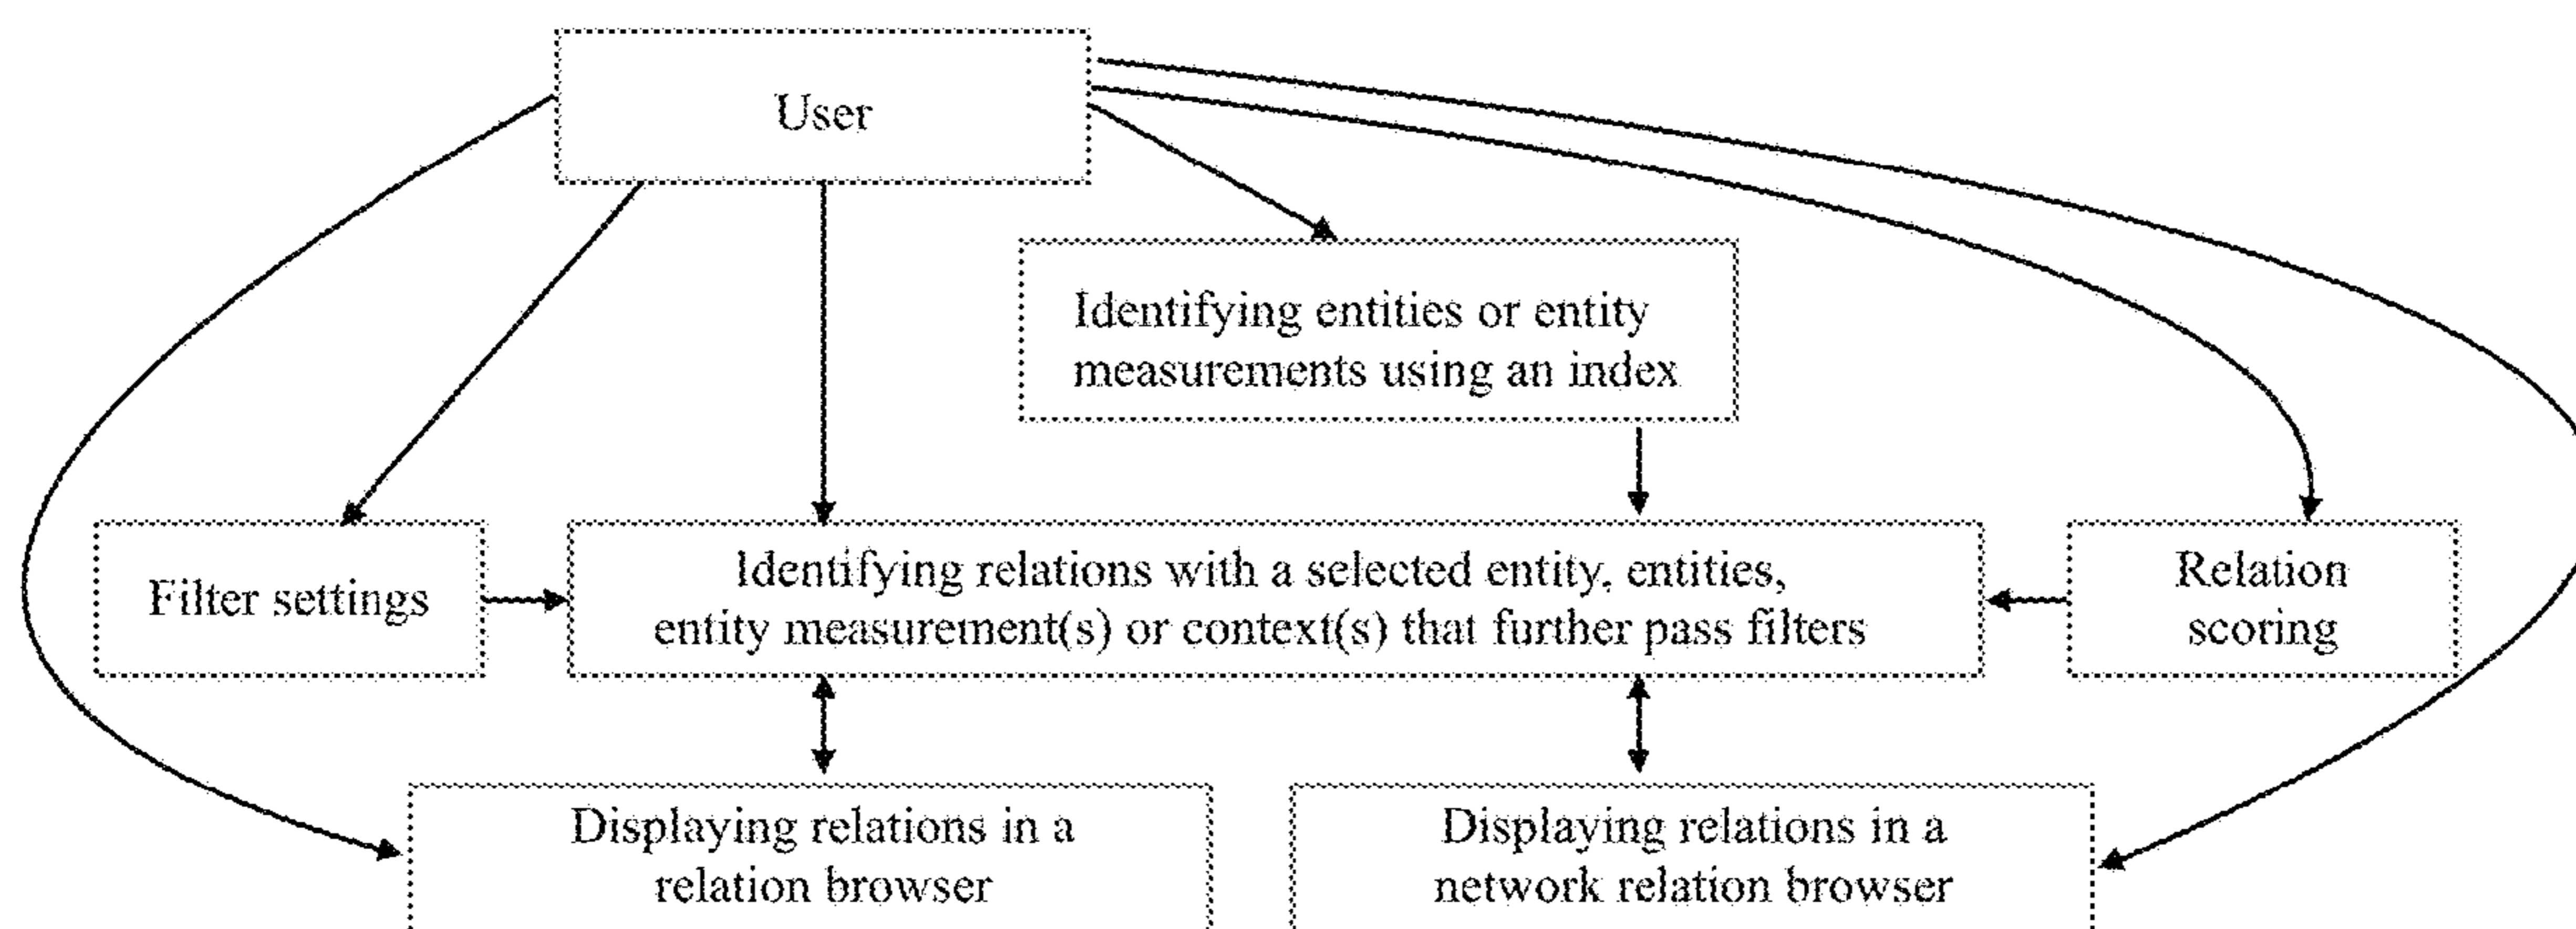 User
Identifying entities or entity
measurements using an index
Filter settings
Identifying relations with a selected entity, entities,
entity measurement(s) or context(s) that further pass filters
Relation
scoring
Displaying relations in a
relation browser
Displaying relations in a
network relation browser